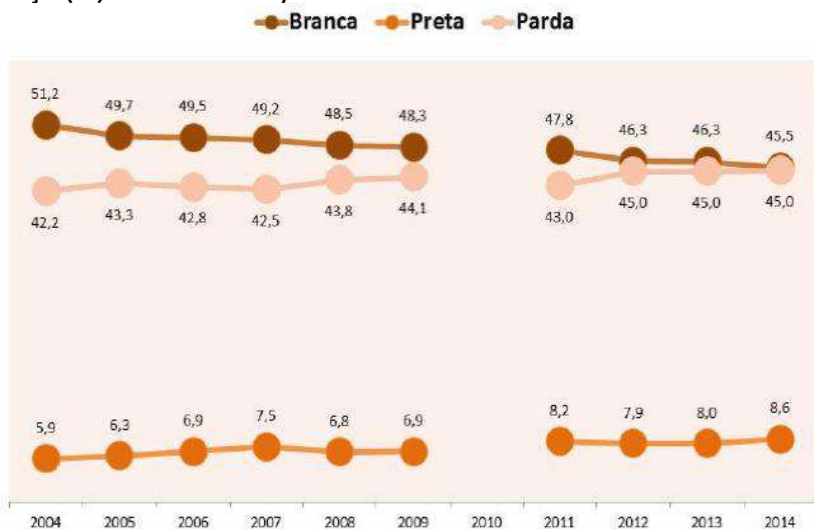 Branca Preta Parda
51,2 49,7 49,5 49,2 48,5 48,3 47,8 46,3 46,3 45,5
42,2 43,3 42,8 42,5 43,8 44,1 43,0 45,0 45,0 45,0
5,9 6,3 6,9 7,5 6,8 6,9 8,2 7,9 8,0 8,6
2004 2005 2006 2007 2008 2009 2010 2011 2012 2013 2014